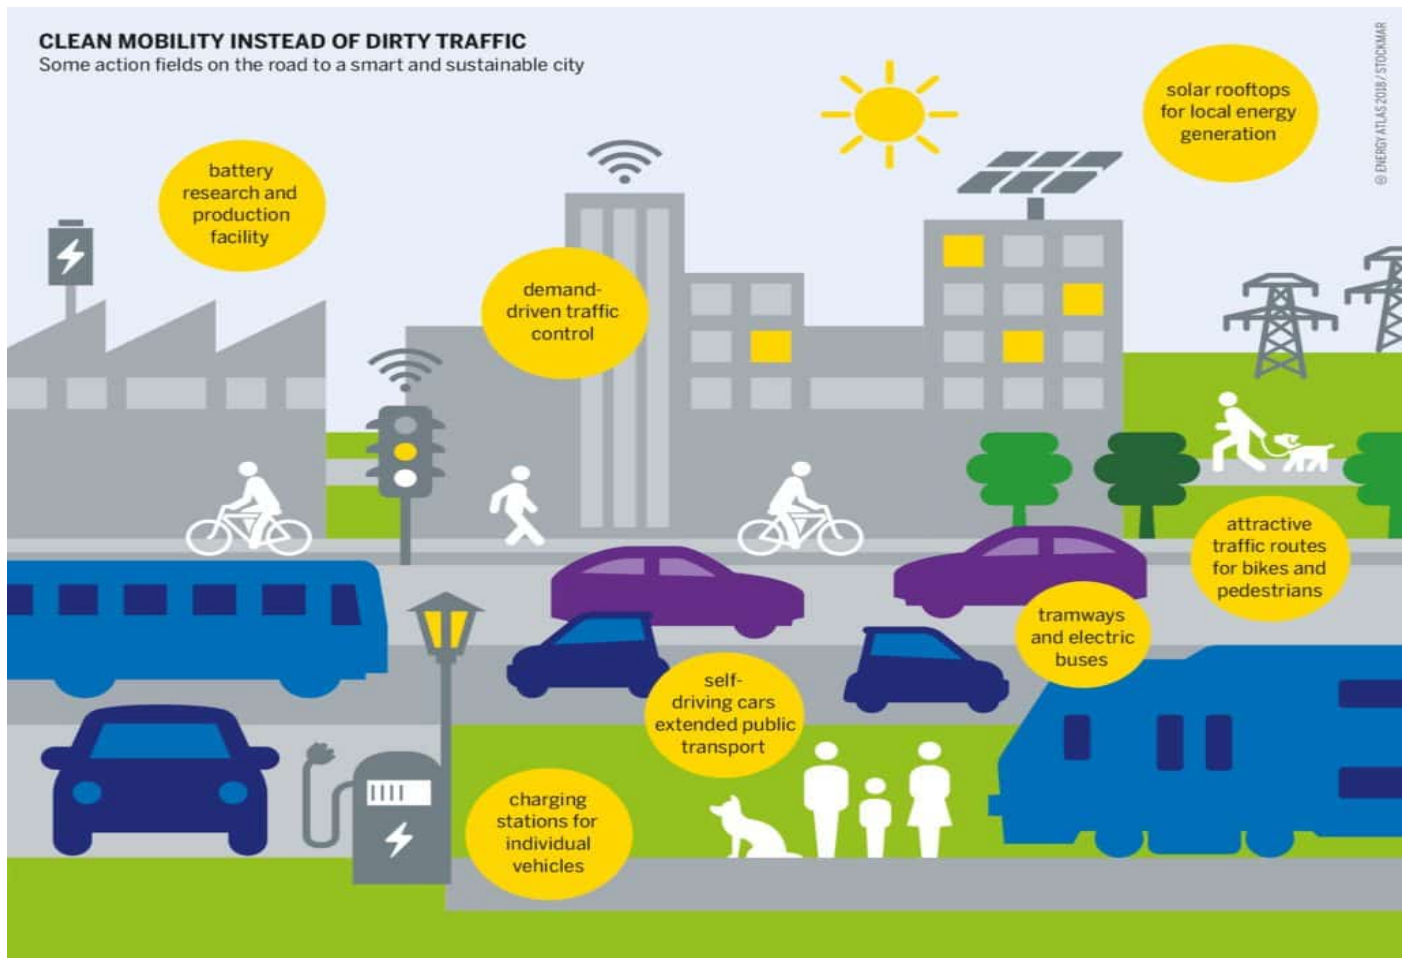 CLEAN MOBILITY INSTEAD OF DIRTY TRAFFIC
Some action fields on the road to a smart and sustainable city
© ENERGY ATLAS 2018 / STOCKMAR
solar rooftops
for local energy
generation
battery
research and
production
facility
demand-
driven traffic
control
attractive
traffic routes
for bikes and
pedestrians
tramways
and electric
buses
self-
driving cars
extended public
transport
charging
stations for
individual
vehicles